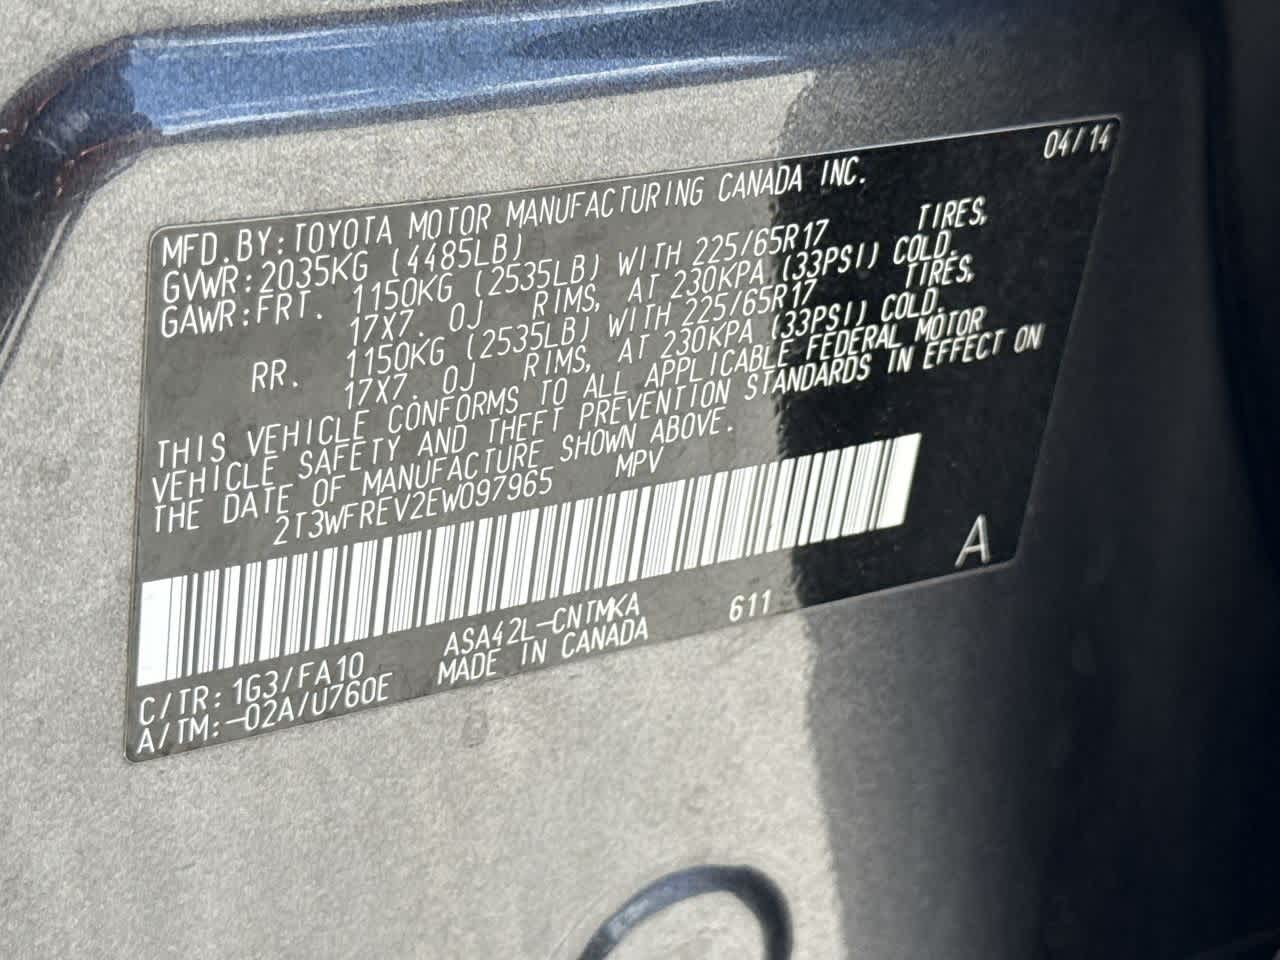 04/14
MFD.BY:TOYOTA MOTOR MANUFACTURING CANADA INC.
GVWR:2035KG (4485LB)
GAWR:FRT. 1150KG (2535LB) WITH 225/65R17 TIRES,
17X7. 0J RIMS, AT 230KPA (33PSI) COLD.
RR. 1150KG (2535LB) WITH 225/65R17 TIRES,
17X7. 0J RIMS, AT 230KPA (33PSI) COLD.
THIS VEHICLE CONFORMS TO ALL APPLICABLE FEDERAL MOTOR
VEHICLE SAFETY AND THEFT PREVENTION STANDARDS IN EFFECT ON
THE DATE OF MANUFACTURE SHOWN ABOVE.
2T3WFREV2EW097965 MPV
A
ASA42L-CNTMKA 611
C/TR:1G3/FA10 MADE IN CANADA
A/TM:-02A/U760E